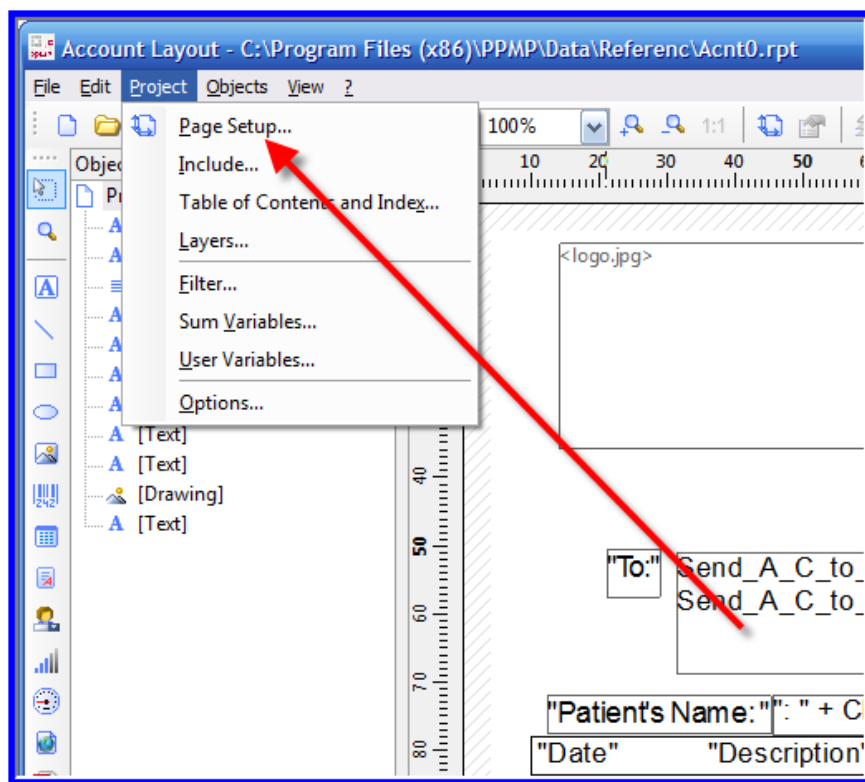 Account Layout - C:\Program Files (x86)\PPMP\Data\Referenc\Acnt0.rpt
File Edit Project Objects View ?
100% 1:1
Page Setup...
Include...
Table of Contents and Index...
Layers...
Filter...
Sum Variables...
User Variables...
Options...
Objec
[Text]
[Text]
[Drawing]
[Text]
10 20 30 40 50
40
50
60
70
80
<logo.jpg>
"To:" Send_A_C_to_
Send_A_C_to_
"Patient's Name:" ": " + C
"Date" "Description"